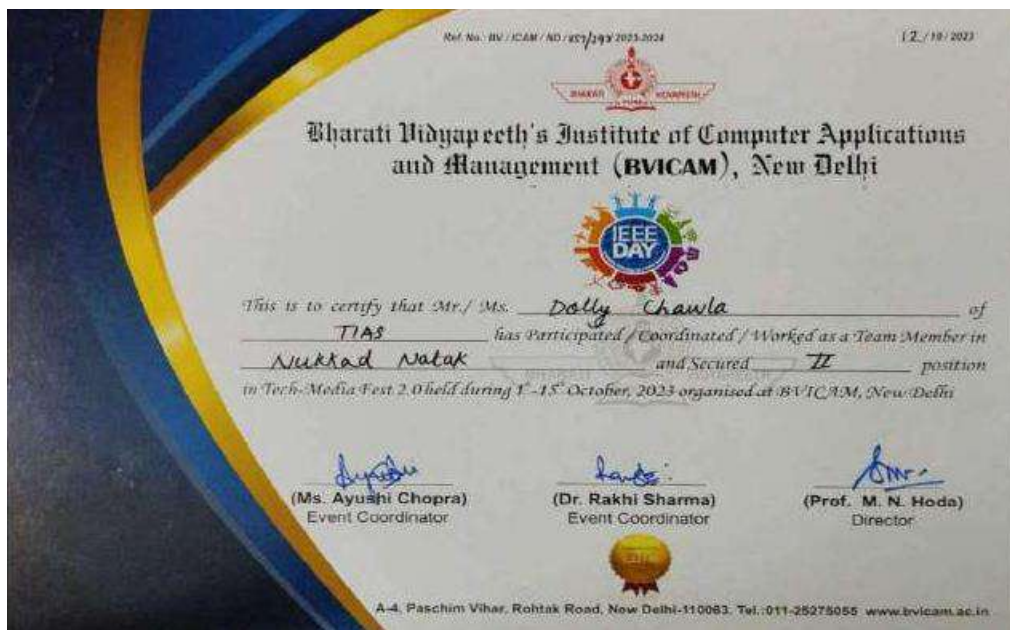 Ref. No.: BV / ICAM / ND / 857/298 2023-2024
12/10/2023
BHARATI VIDYAPEETH
Bharati Vidyapeeth's Institute of Computer Applications
and Management (BVICAM), New Delhi
IEEE
DAY
This is to certify that Mr./ Ms. Dolly Chawla of
TIAS has Participated / Coordinated / Worked as a Team Member in
Nukkad Natak and Secured II position
in Tech-Media Fest 2.0 held during 1st-15th October, 2023 organised at BVICAM, New Delhi
(Ms. Ayushi Chopra) (Dr. Rakhi Sharma) (Prof. M. N. Hoda)
Event Coordinator Event Coordinator Director
A-4, Paschim Vihar, Rohtak Road, New Delhi-110063. Tel.:011-25275055 www.bvicam.ac.in